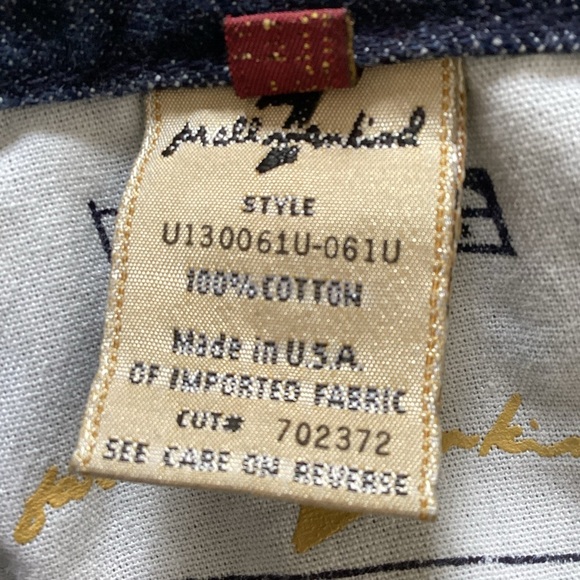 7
for all mankind
STYLE
U130061U-061U
100% COTTON
Made in U.S.A.
OF IMPORTED FABRIC
CUT# 702372
SEE CARE ON REVERSE